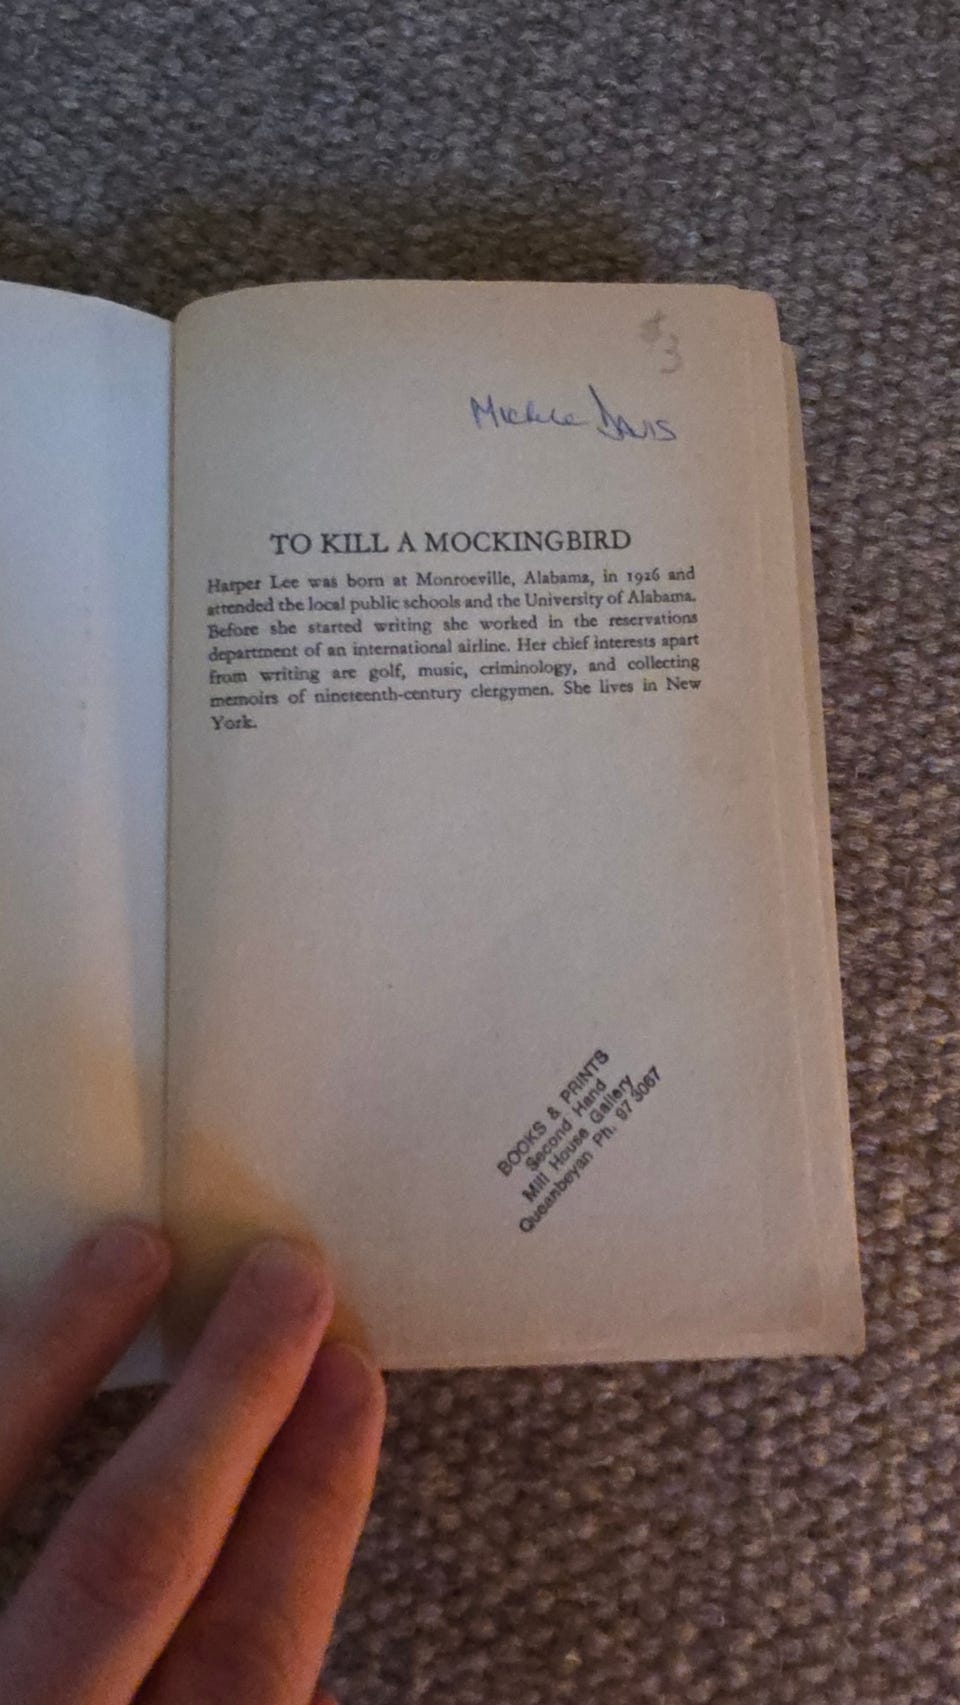 $3
Michele Davis
TO KILL A MOCKINGBIRD
Harper Lee was born at Monroeville, Alabama, in 1926 and
attended the local public schools and the University of Alabama.
Before she started writing she worked in the reservations
department of an international airline. Her chief interests apart
from writing are golf, music, criminology, and collecting
memoirs of nineteenth-century clergymen. She lives in New
York.
BOOKS & PRINTS
Second Hand
Mill House Gallery
Queanbeyan Ph. 97 3067